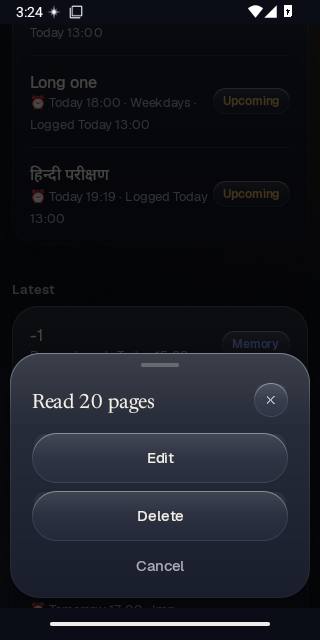 3:24
Today 13:00
Long one
⏰ Today 18:00 · Weekdays ·
Logged Today 13:00
Upcoming
हिन्दी परीक्षण
⏰ Today 19:19 · Logged Today
13:00
Upcoming
Latest
-1
Memory
Read 20 pages
×
Edit
Delete
Cancel